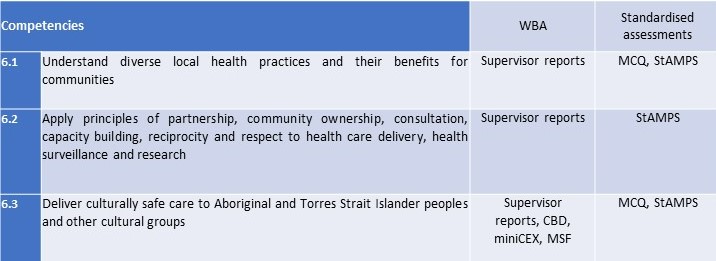 Competencies WBA Standardised
assessments
6.1 Understand diverse local health practices and their benefits for Supervisor reports MCQ, StAMPS
communities
6.2 Apply principles of partnership, community ownership, consultation, Supervisor reports StAMPS
capacity building, reciprocity and respect to health care delivery, health
surveillance and research
6.3 Deliver culturally safe care to Aboriginal and Torres Strait Islander peoples Supervisor MCQ, StAMPS
and other cultural groups reports, CBD,
miniCEX, MSF